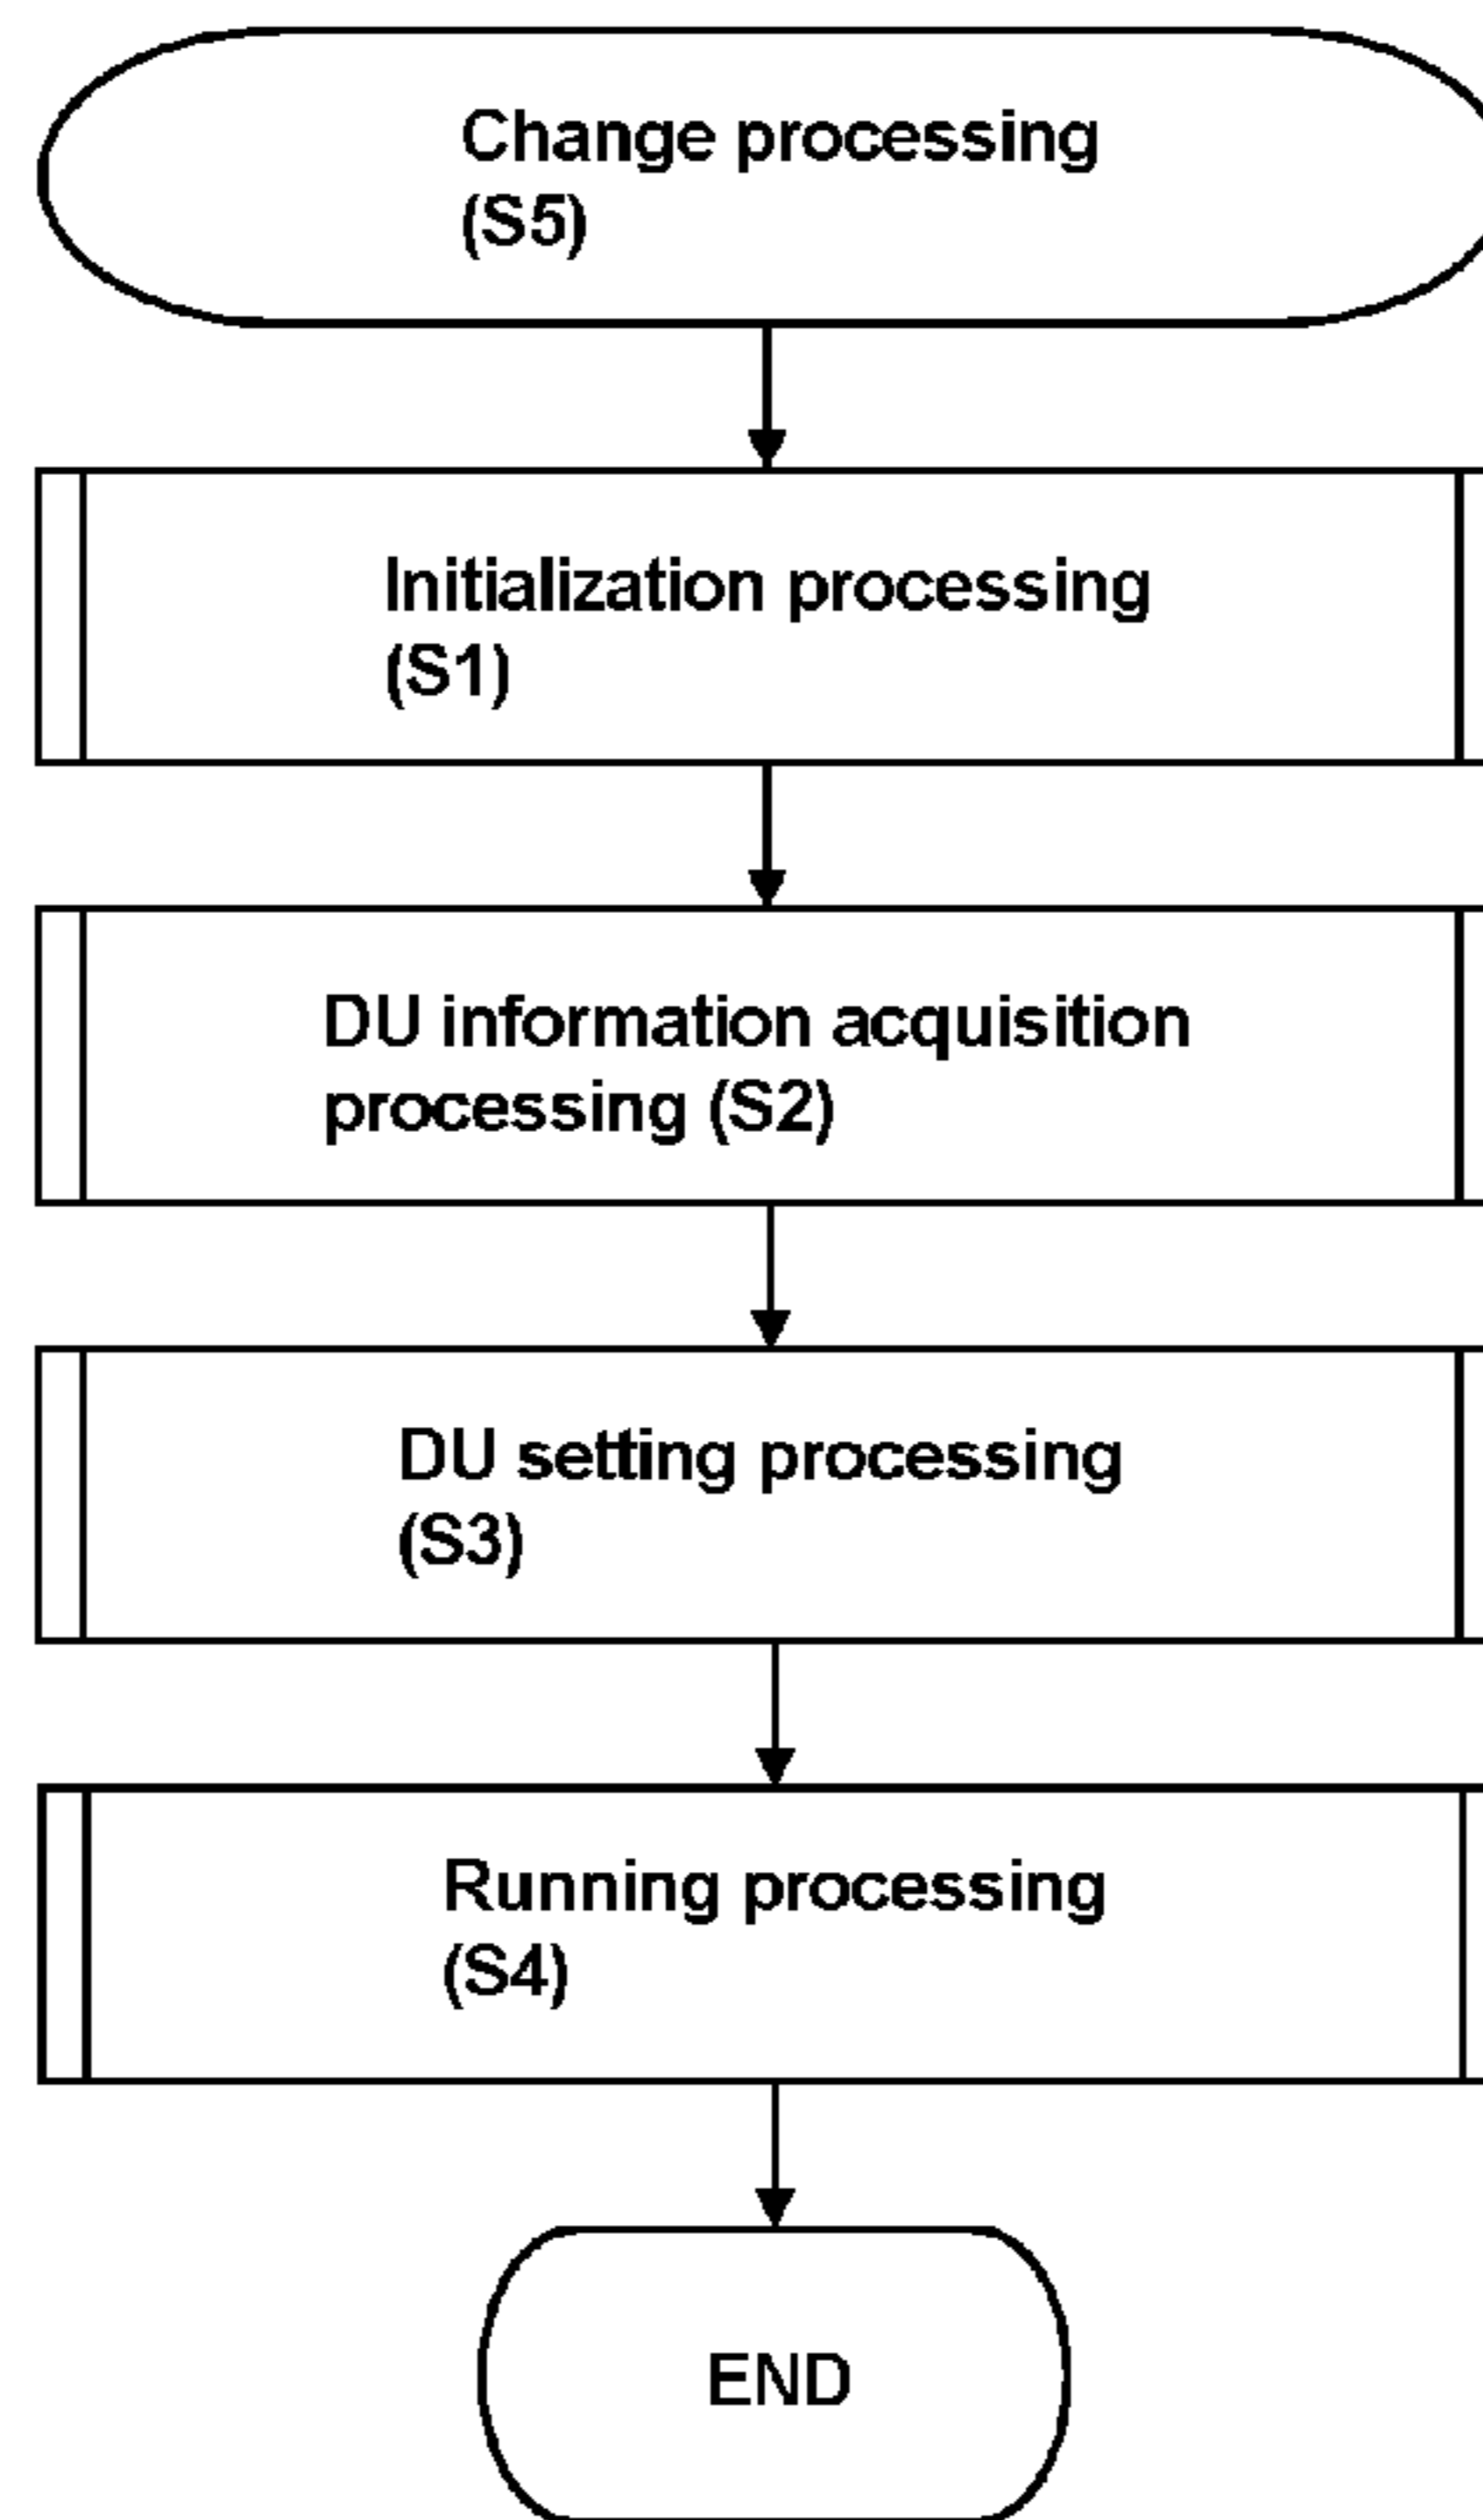 Change processing
(S5)
Initialization processing
(S1)
DU information acquisition
processing (S2)
DU setting processing
(S3)
Running processing
(S4)
END